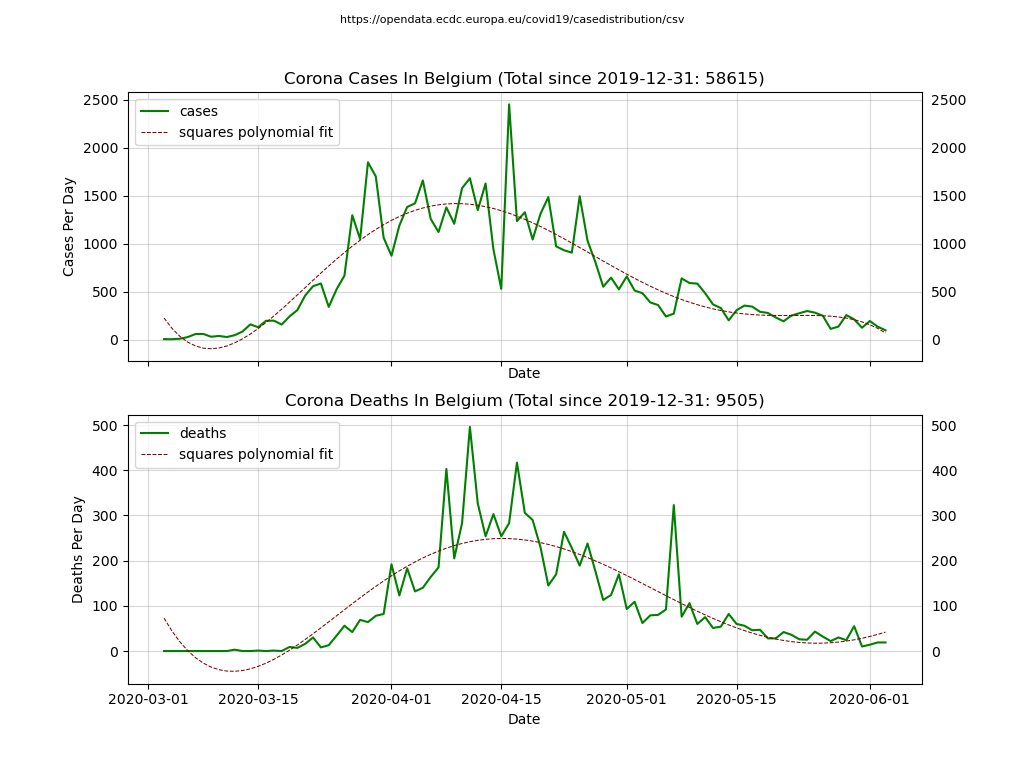 https://opendata.ecdc.europa.eu/covid19/casedistribution/csv
Corona Cases In Belgium (Total since 2019-12-31: 58615)
2500
2000
1500
1000
500
0
Cases Per Day
cases
squares polynomial fit
2500
2000
1500
1000
500
0
Date
Corona Deaths In Belgium (Total since 2019-12-31: 9505)
500
400
300
200
100
0
Deaths Per Day
deaths
squares polynomial fit
500
400
300
200
100
0
2020-03-01 2020-03-15 2020-04-01 2020-04-15 2020-05-01 2020-05-15 2020-06-01
Date